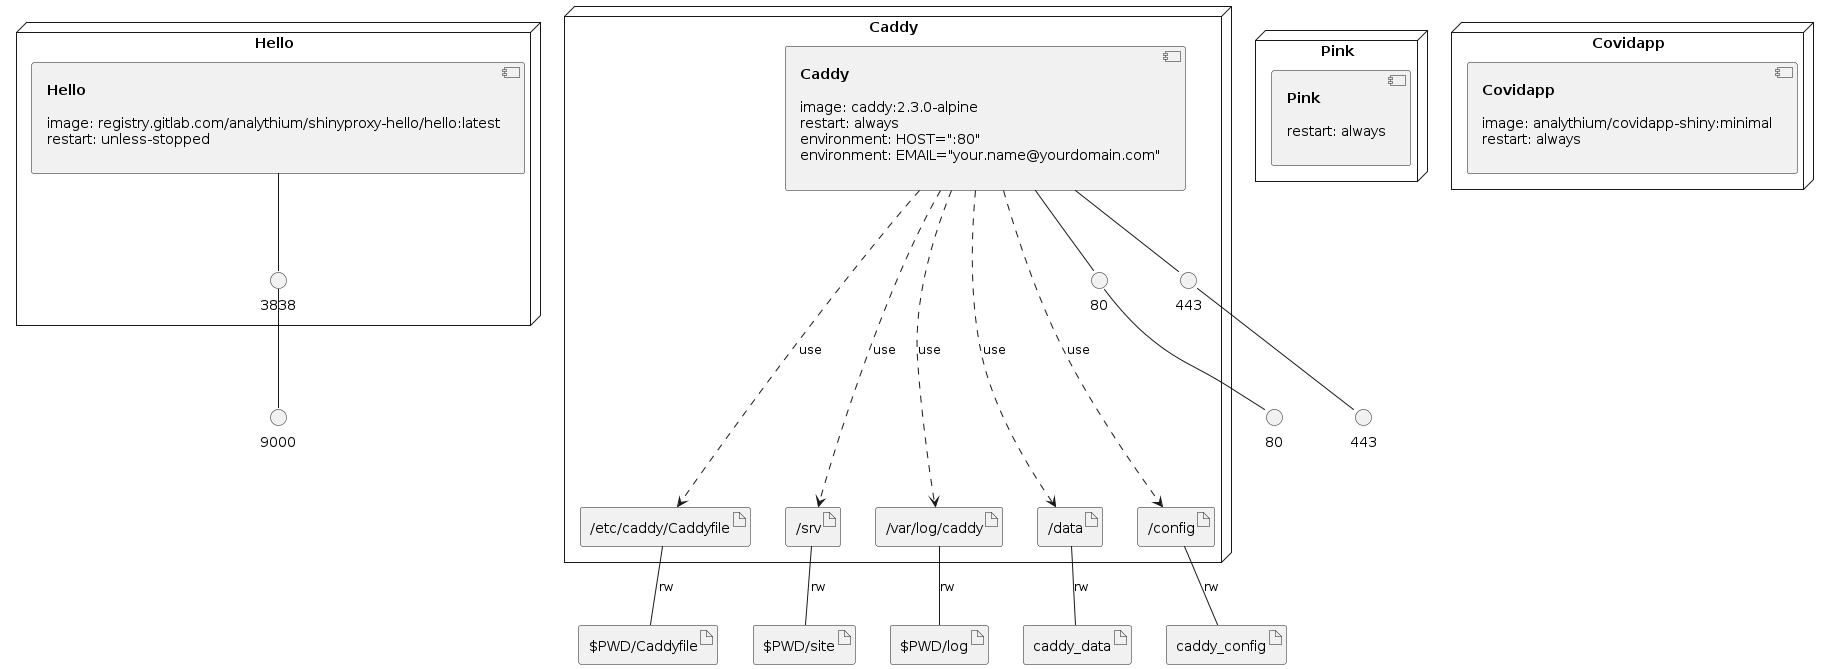 Hello
Hello
image: registry.gitlab.com/analythium/shinyproxy-hello/hello:latest
restart: unless-stopped
3838
9000
Caddy
Caddy
image: caddy:2.3.0-alpine
restart: always
environment: HOST=":80"
environment: EMAIL="your.name@yourdomain.com"
80
443
use
use
use
use
use
80
443
/etc/caddy/Caddyfile
/srv
/var/log/caddy
/data
/config
rw
rw
rw
rw
rw
$PWD/Caddyfile
$PWD/site
$PWD/log
caddy_data
caddy_config
Pink
Pink
restart: always
Covidapp
Covidapp
image: analythium/covidapp-shiny:minimal
restart: always